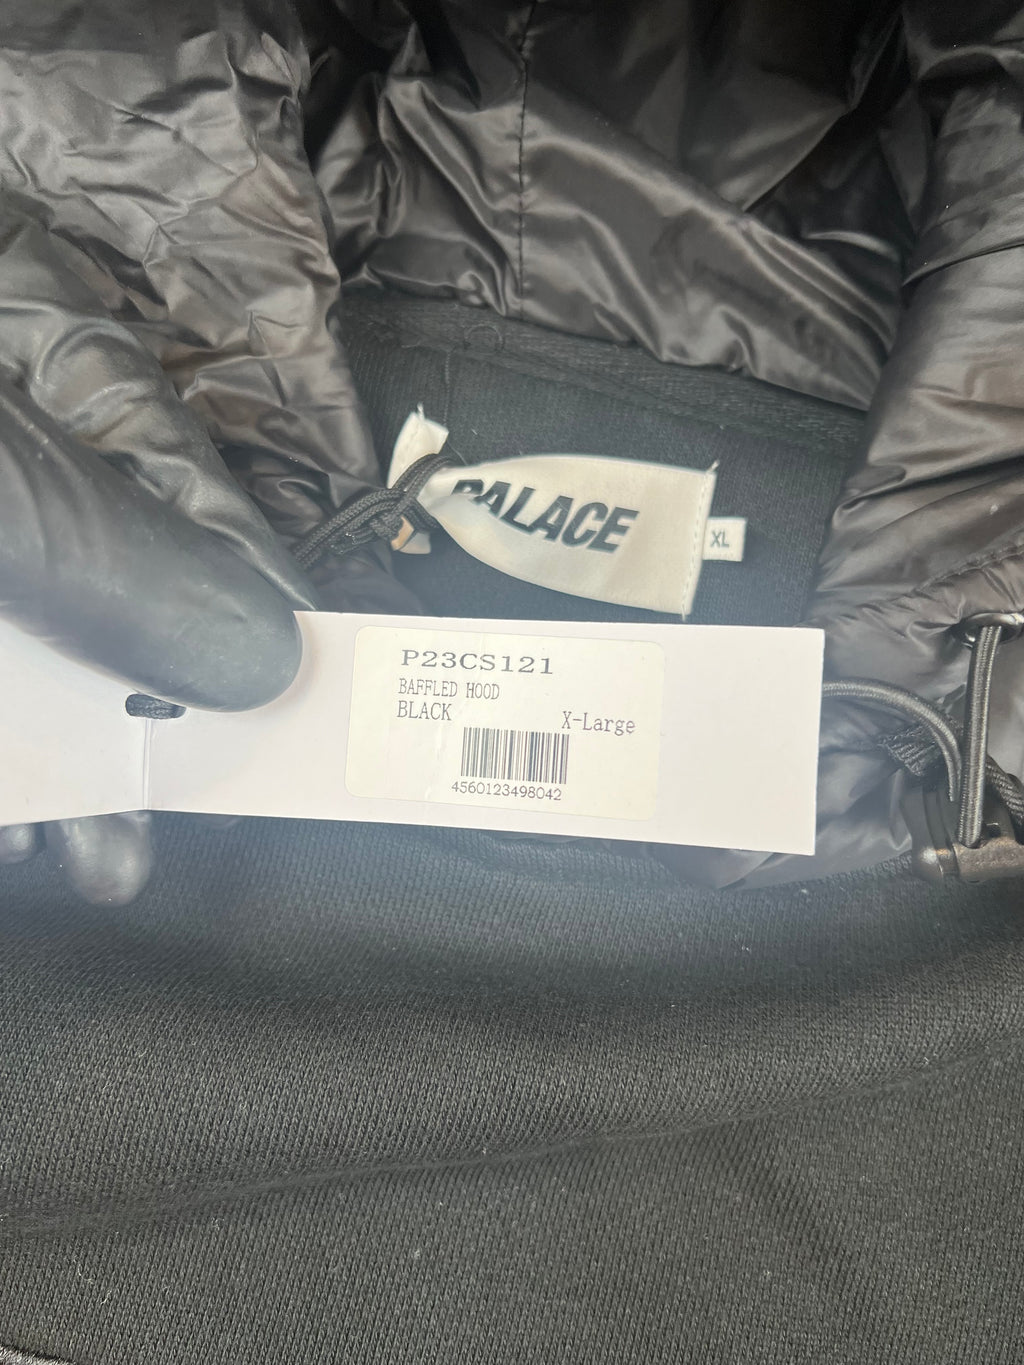 PALACE
XL
P23CS121
BAFFLED HOOD
BLACK X-Large
4560123498042